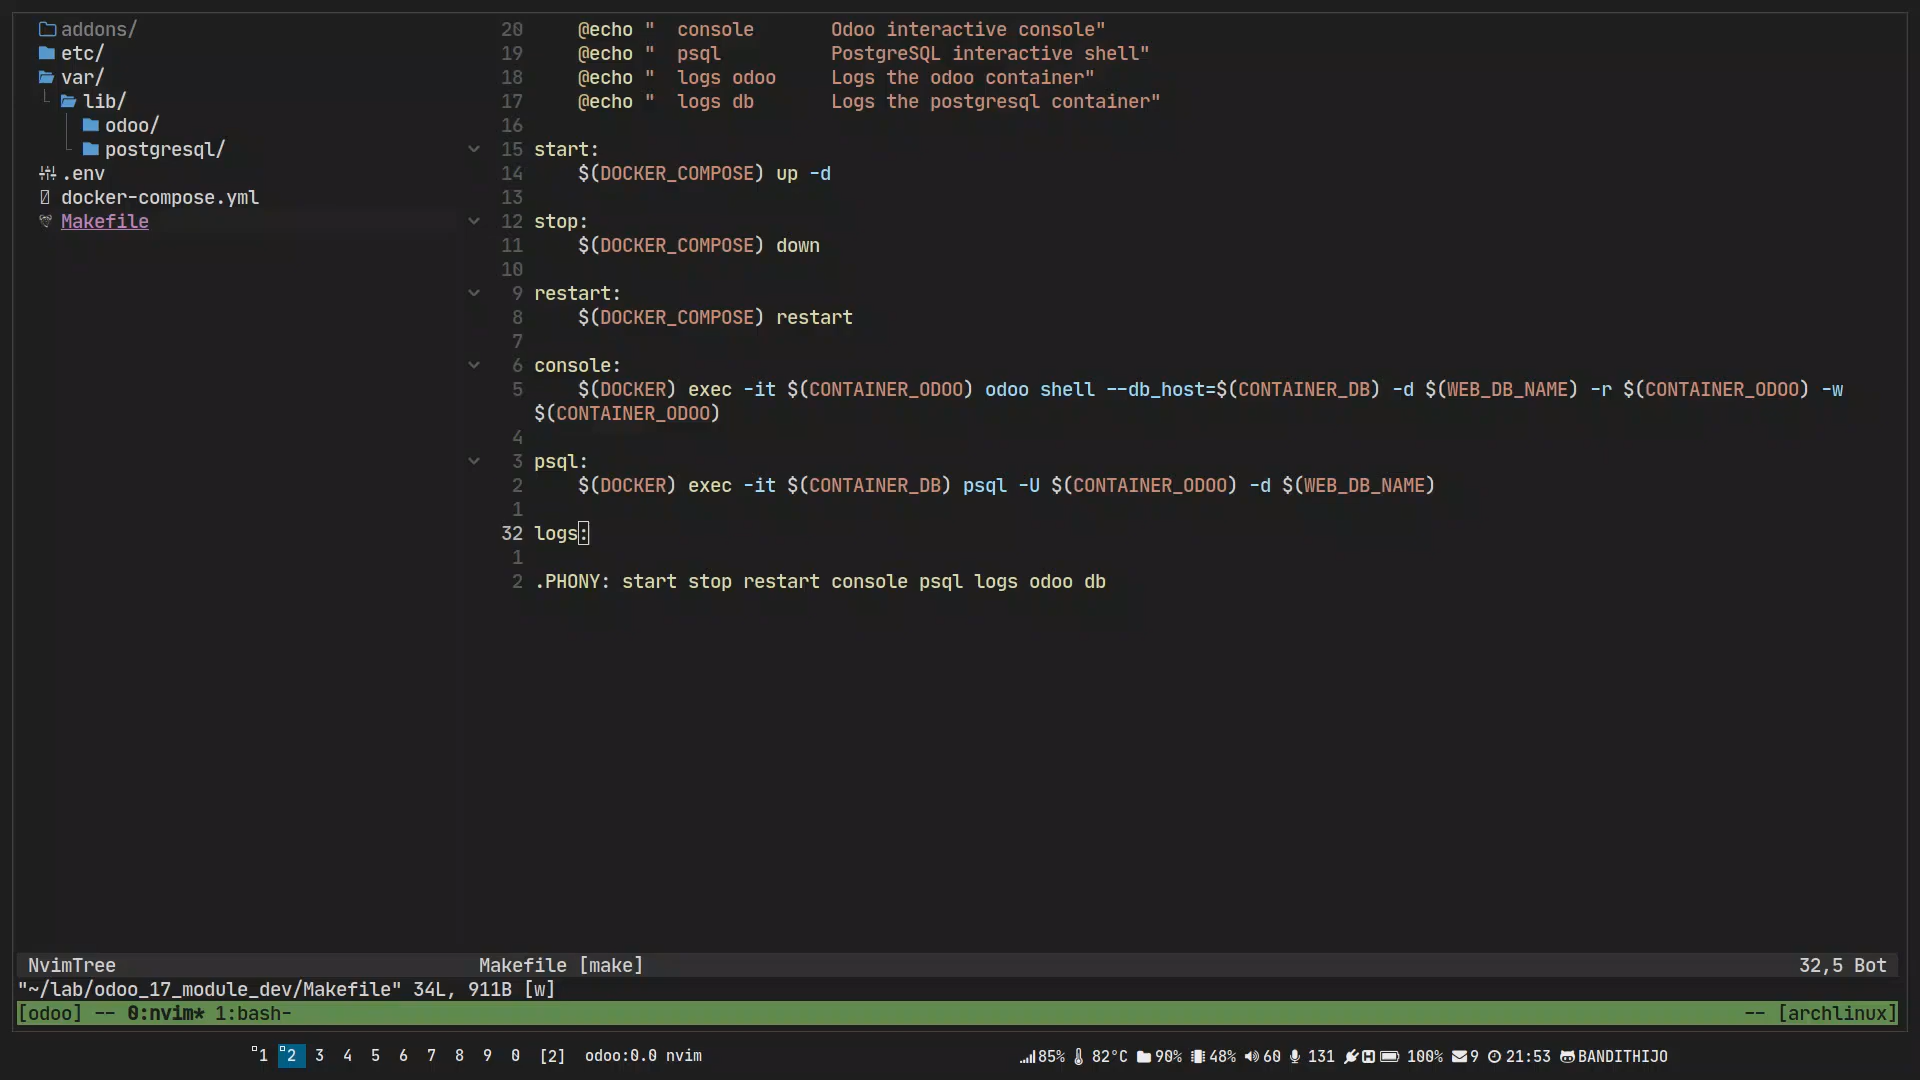 addons/
etc/
var/
lib/
odoo/
postgresql/
.env
docker-compose.yml
Makefile
20 @echo "  console       Odoo interactive console"
19 @echo "  psql          PostgreSQL interactive shell"
18 @echo "  logs odoo     Logs the odoo container"
17 @echo "  logs db       Logs the postgresql container"
16
15 start:
14 $(DOCKER_COMPOSE) up -d
13
12 stop:
11 $(DOCKER_COMPOSE) down
10
9 restart:
8 $(DOCKER_COMPOSE) restart
7
6 console:
5 $(DOCKER) exec -it $(CONTAINER_ODOO) odoo shell --db_host=$(CONTAINER_DB) -d $(WEB_DB_NAME) -r $(CONTAINER_ODOO) -w
$(CONTAINER_ODOO)
4
3 psql:
2 $(DOCKER) exec -it $(CONTAINER_DB) psql -U $(CONTAINER_ODOO) -d $(WEB_DB_NAME)
1
32 logs:
1
2 .PHONY: start stop restart console psql logs odoo db
NvimTree Makefile [make] 32,5 Bot
"~/lab/odoo_17_module_dev/Makefile" 34L, 911B [w]
[odoo] -- 0:nvim* 1:bash- -- [archlinux]
1 2 3 4 5 6 7 8 9 0 [2] odoo:0.0 nvim 85% 82°C 90% 48% 60 131 H 100% 9 21:53 BANDITHIJO